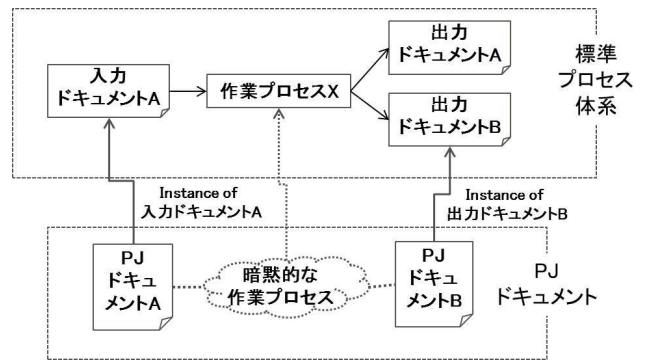 出力
ドキュメントA
標準
プロセス
体系
入力
ドキュメントA
作業プロセスX
出力
ドキュメントB
Instance of
入力ドキュメントA
Instance of
出力ドキュメントB
PJ
ドキュ
メントA
暗黙的な
作業プロセス
PJ
ドキュ
メントB
PJ
ドキュメント